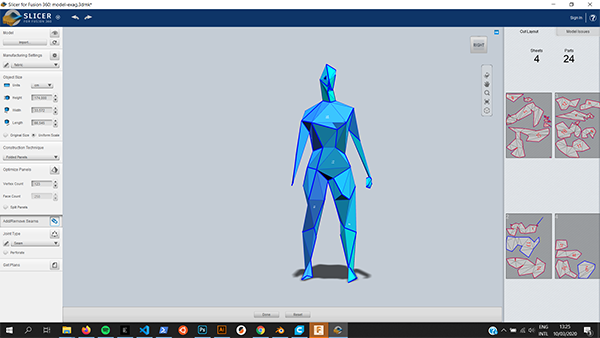 Slicer for Fusion 360: model-exag.3dmk*
SLICER
FOR FUSION 360
Sign In
Model
Import...
Manufacturing Settings
Object Size
Units
cm
Height
Width
Length
Original Size
Uniform Scale
Construction Technique
Folded Panels
Optimize Panels
Vertex Count
Face Count
Split Panels
Add/Remove Seams
Joint Type
Perforate
Get Plans
RIGHT
Cut Layout
Model Issues
Sheets
Parts
4
24
Done
Reset
ENG
INTL
13:25
10/03/2020